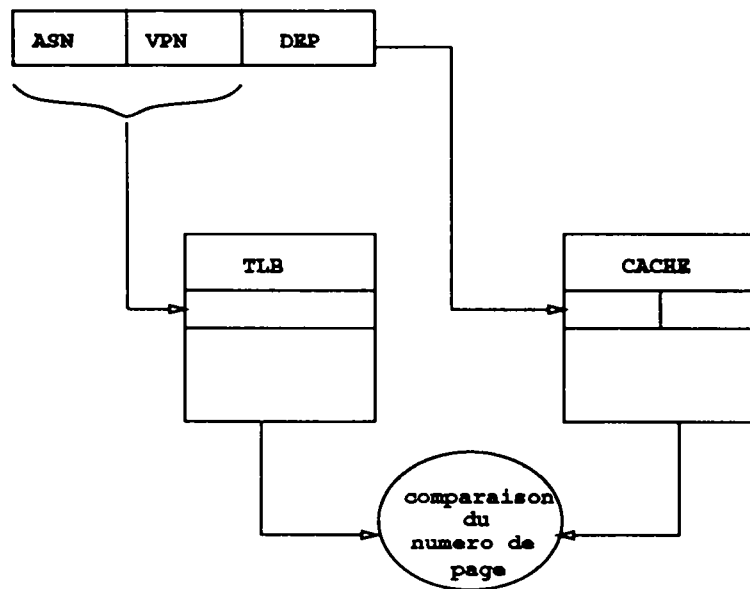 ASN VPN DEP
TLB
CACHE
comparaison
du
numero de
page